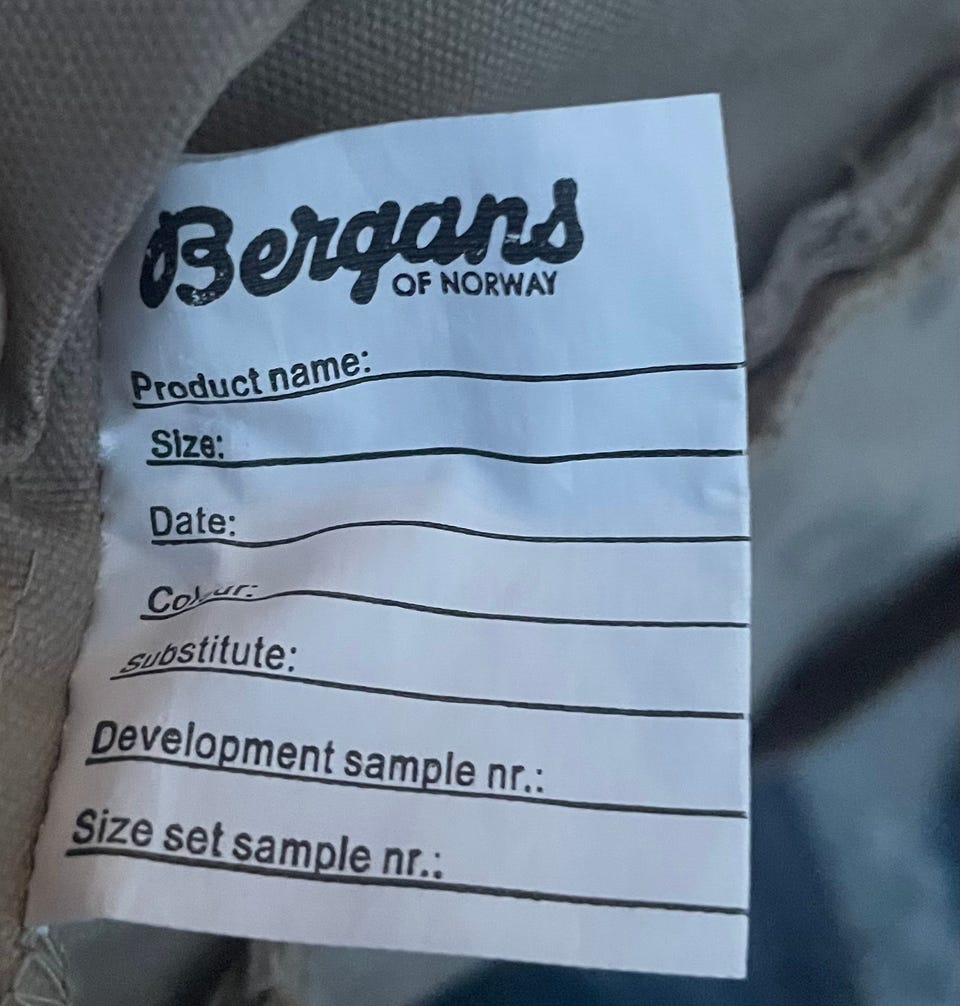 Bergans
OF NORWAY
Product name:
Size:
Date:
Colour:
substitute:
Development sample nr.:
Size set sample nr.: